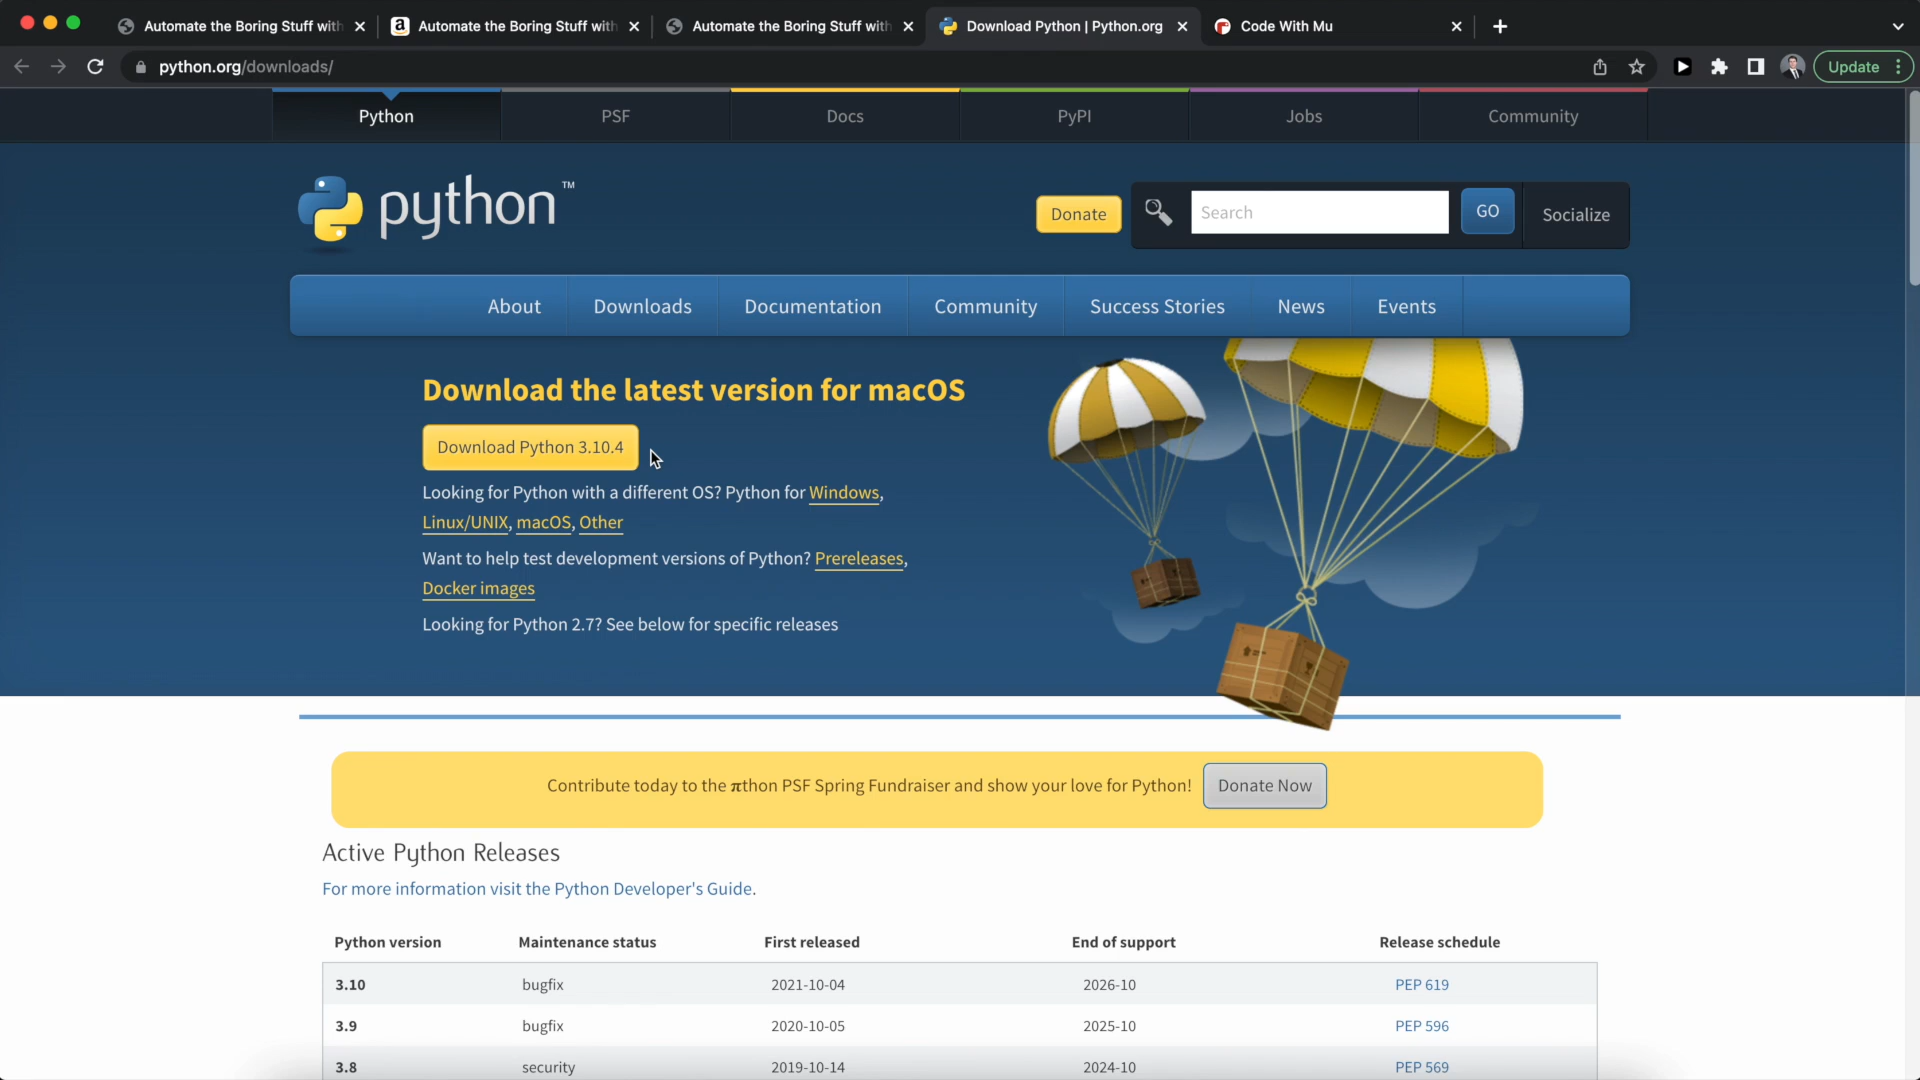 Automate the Boring Stuff with
Automate the Boring Stuff with
Automate the Boring Stuff with
Download Python | Python.org
Code With Mu
python.org/downloads/
Update
Python
PSF
Docs
PyPI
Jobs
Community
python™
Donate
Search
GO
Socialize
About
Downloads
Documentation
Community
Success Stories
News
Events
Download the latest version for macOS
Download Python 3.10.4
Looking for Python with a different OS? Python for Windows,
Linux/UNIX, macOS, Other
Want to help test development versions of Python? Prereleases,
Docker images
Looking for Python 2.7? See below for specific releases
Contribute today to the πthon PSF Spring Fundraiser and show your love for Python!
Donate Now
Active Python Releases
For more information visit the Python Developer's Guide.
Python version Maintenance status First released End of support Release schedule
3.10 bugfix 2021-10-04 2026-10 PEP 619
3.9 bugfix 2020-10-05 2025-10 PEP 596
3.8 security 2019-10-14 2024-10 PEP 569